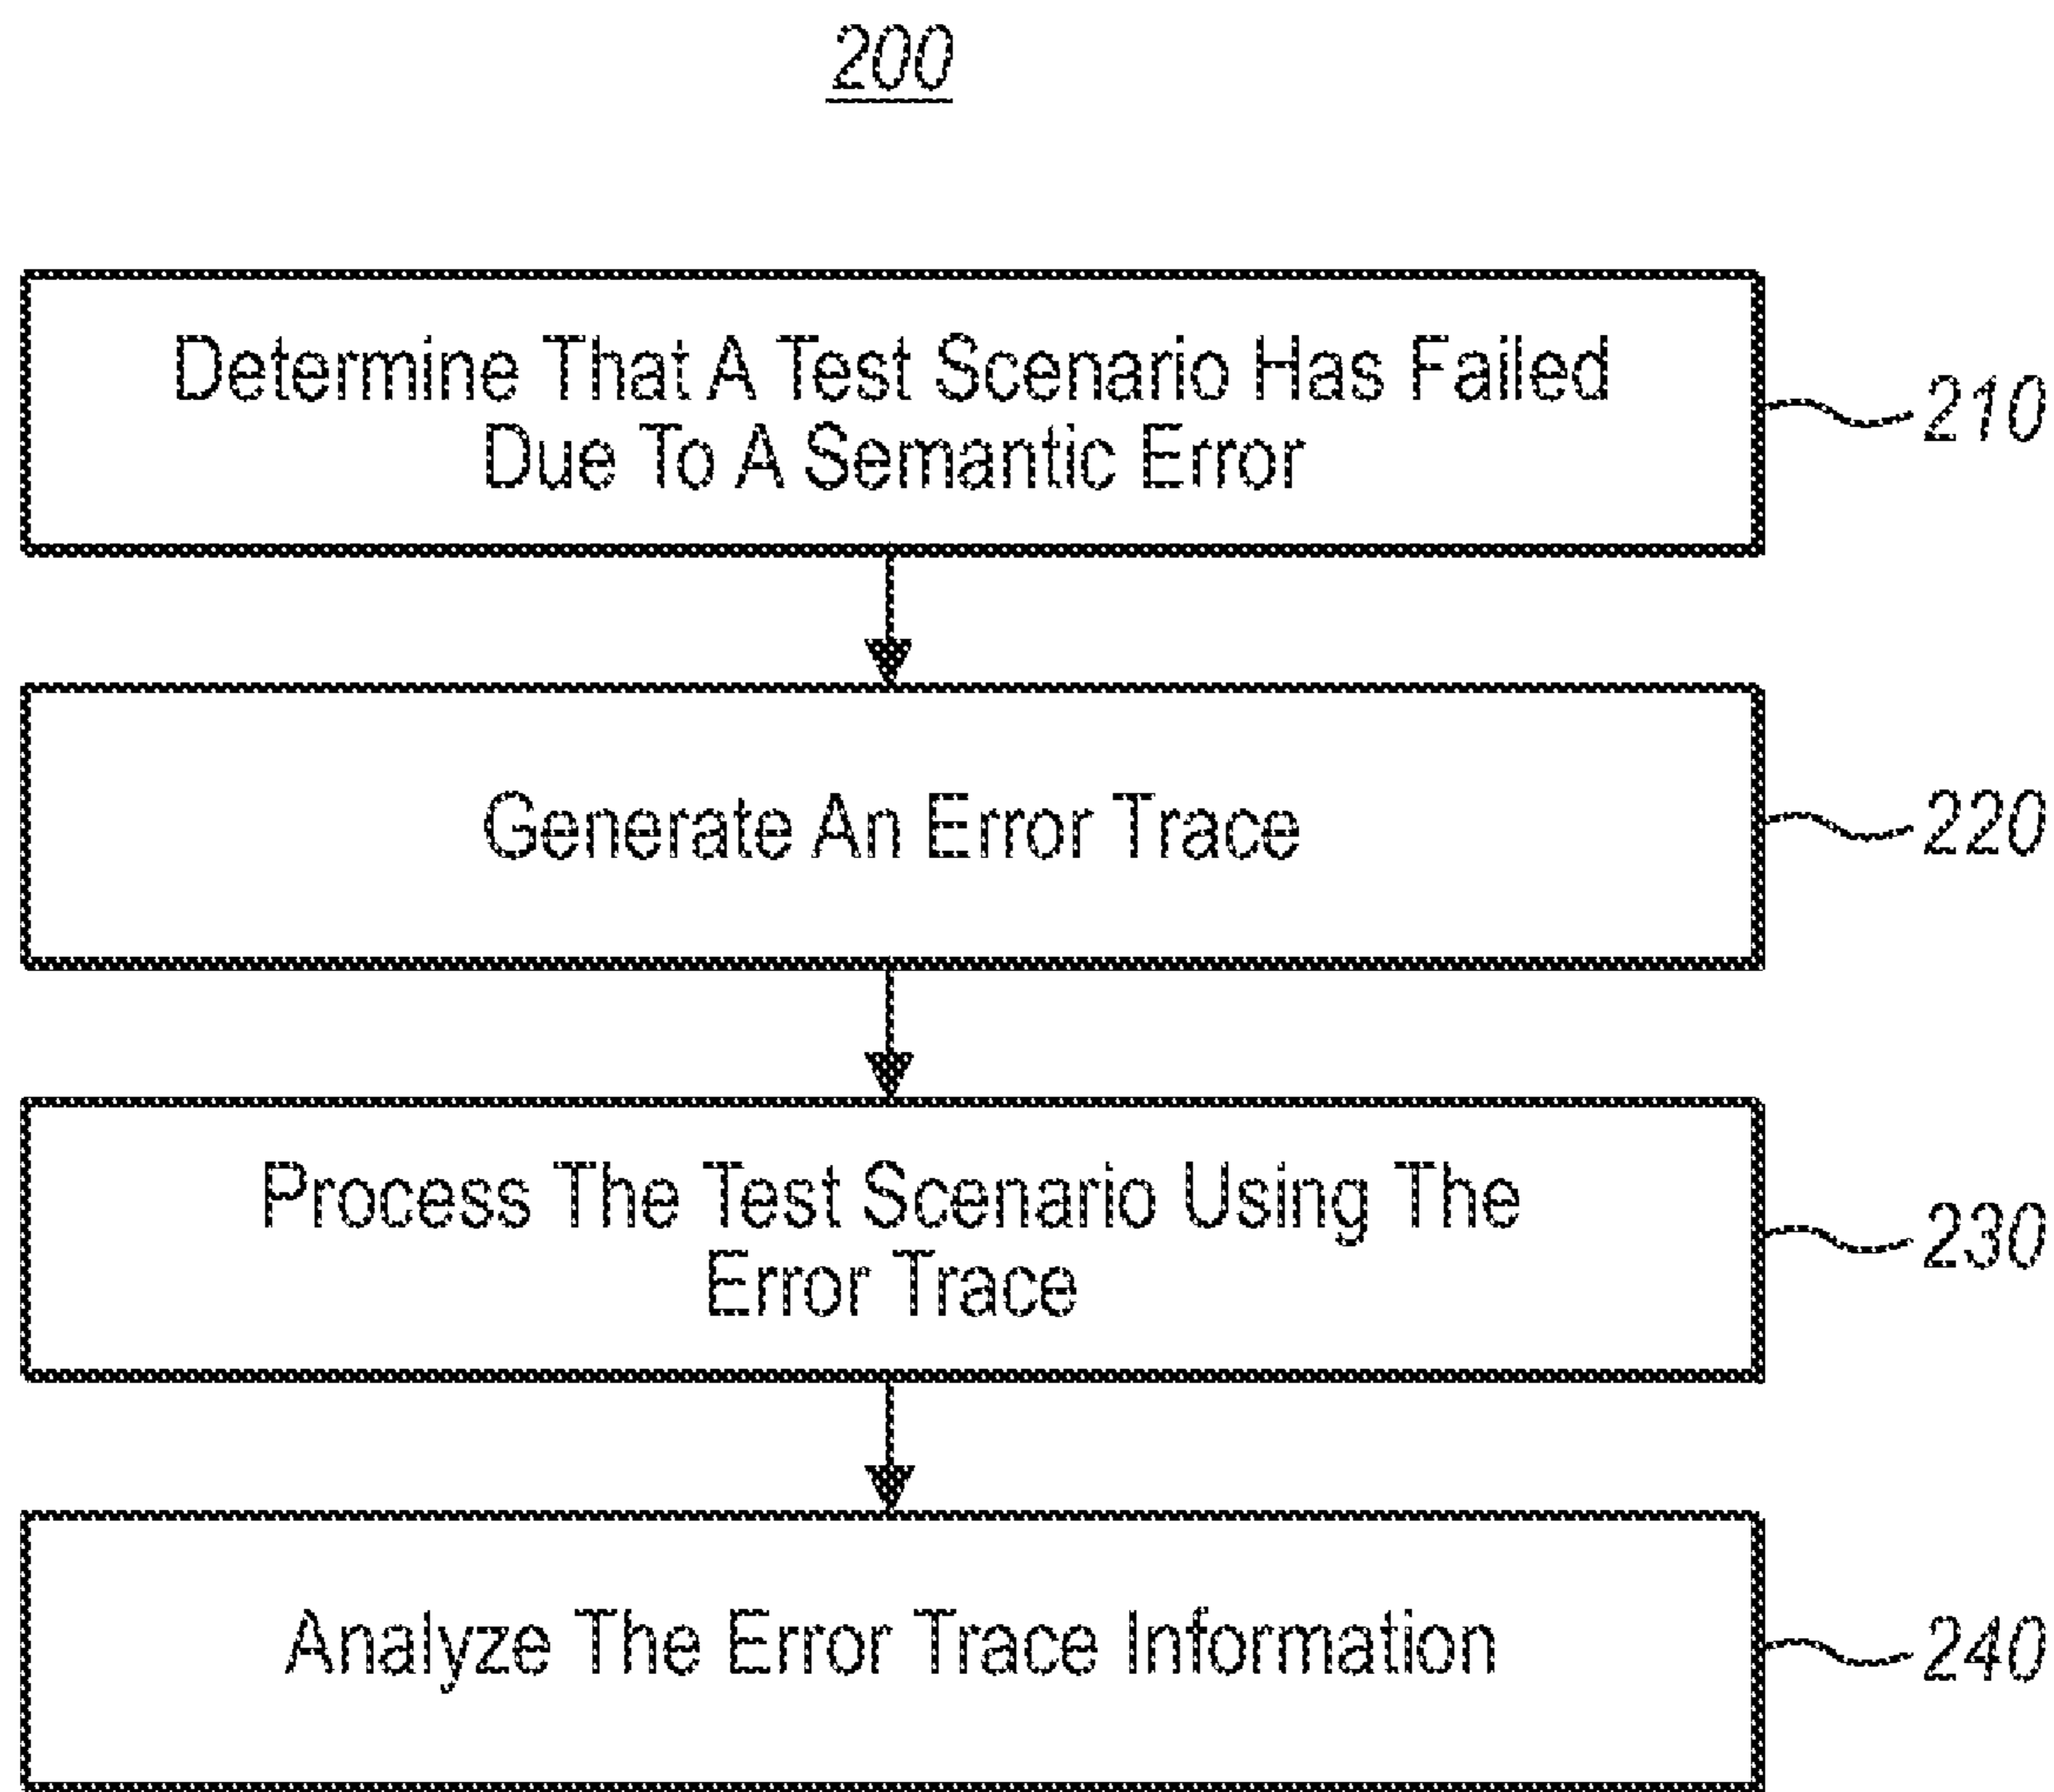 200
Determine That A Test Scenario Has Failed
Due To A Semantic Error
210
Generate An Error Trace
220
Process The Test Scenario Using The
Error Trace
230
Analyze The Error Trace Information
240